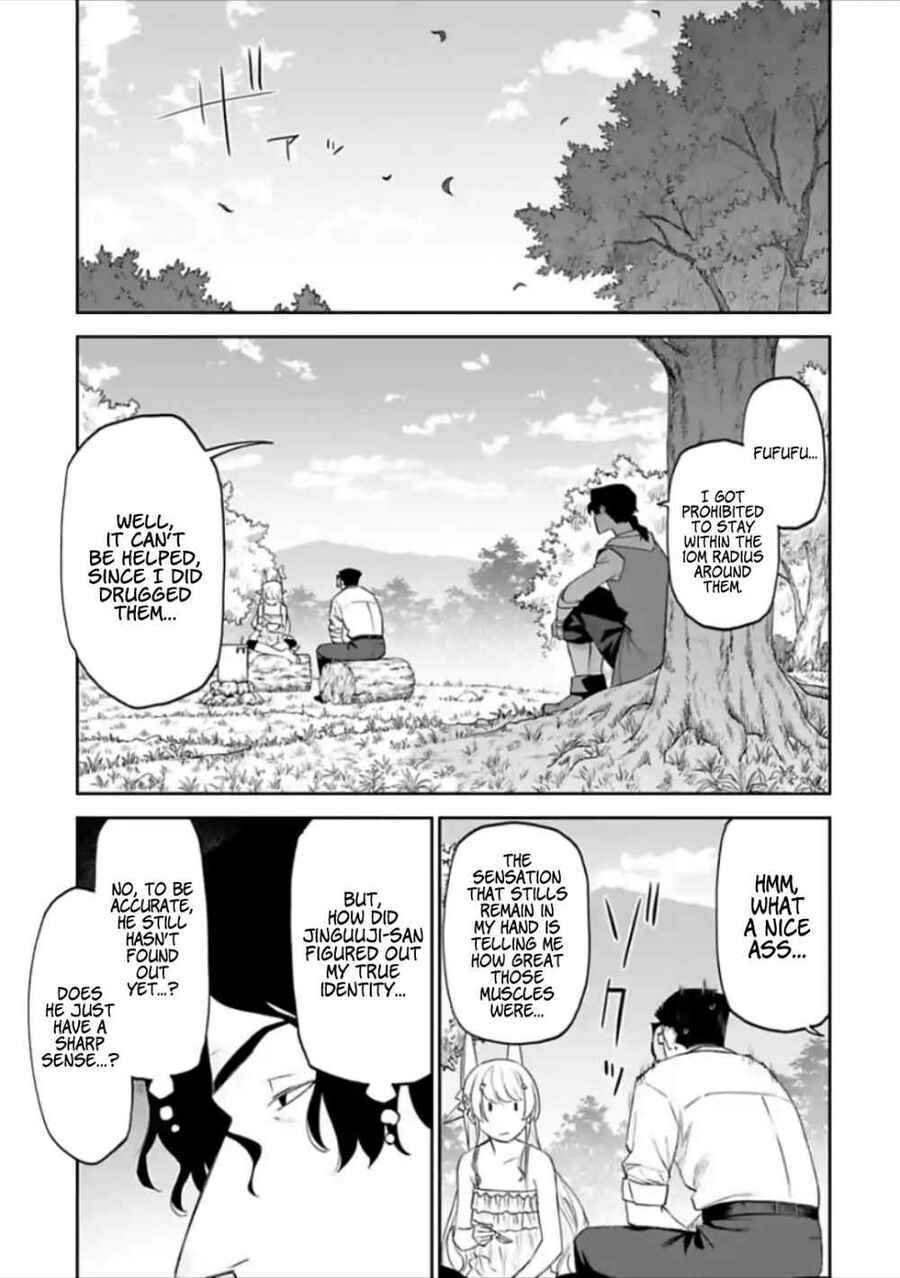 ザ
ァ
FUFUFU...
I GOT
PROHIBITED
TO STAY
WITHIN THE
10M RADIUS
AROUND
THEM.
WELL,
IT CAN'T
BE HELPED,
SINCE I DID
DRUGGED
THEM...
HMM,
WHAT
A NICE
ASS...
THE
SENSATION
THAT STILLS
REMAIN IN
MY HAND IS
TELLING ME
HOW GREAT
THOSE
MUSCLES
WERE...
ゾ
ク
BUT,
HOW DID
JINGUUJI-SAN
FIGURED OUT
MY TRUE
IDENTITY...
NO, TO BE
ACCURATE,
HE STILL
HASN'T
FOUND
OUT
YET...?
DOES
HE JUST
HAVE A
SHARP
SENSE...?